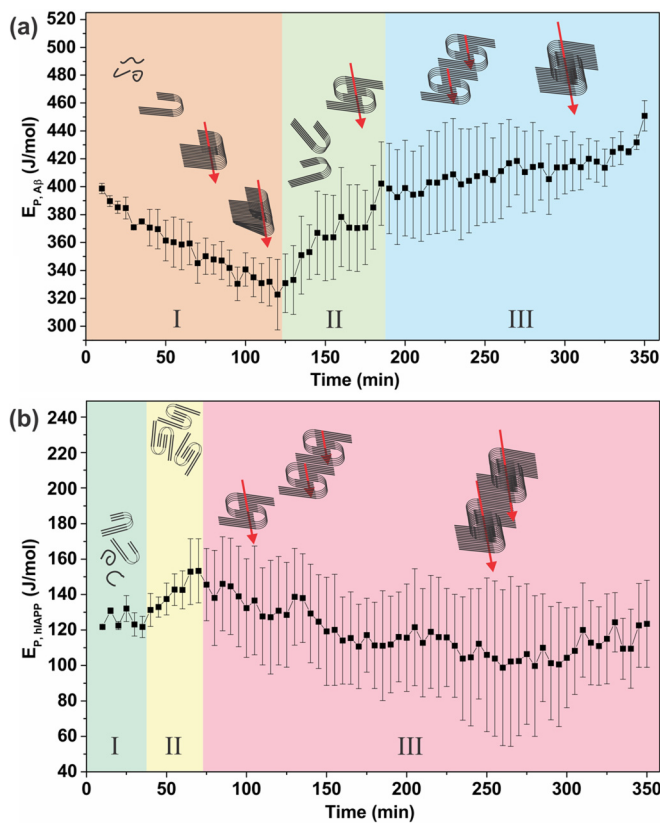 (a)
520
500
480
460
440
420
400
380
360
340
320
300
E_P, Aβ (J/mol)
I
II
III
0 50 100 150 200 250 300 350
Time (min)
(b)
240
220
200
180
160
140
120
100
80
60
40
E_P, hIAPP (J/mol)
I
II
III
0 50 100 150 200 250 300 350
Time (min)